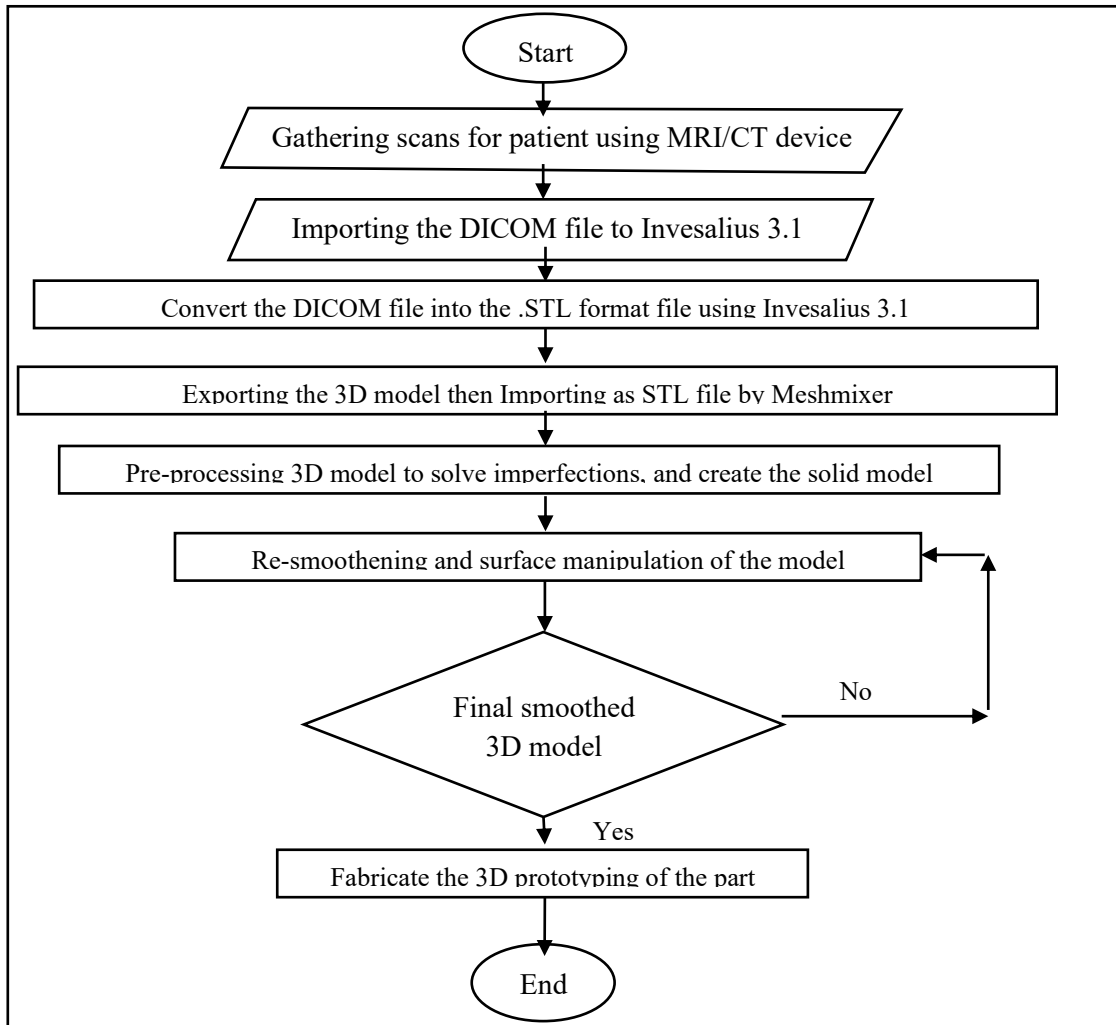 Start
Gathering scans for patient using MRI/CT device
Importing the DICOM file to Invesalius 3.1
Convert the DICOM file into the .STL format file using Invesalius 3.1
Exporting the 3D model then Importing as STL file by Meshmixer
Pre-processing 3D model to solve imperfections, and create the solid model
Re-smoothening and surface manipulation of the model
No
Final smoothed
3D model
Yes
Fabricate the 3D prototyping of the part
End